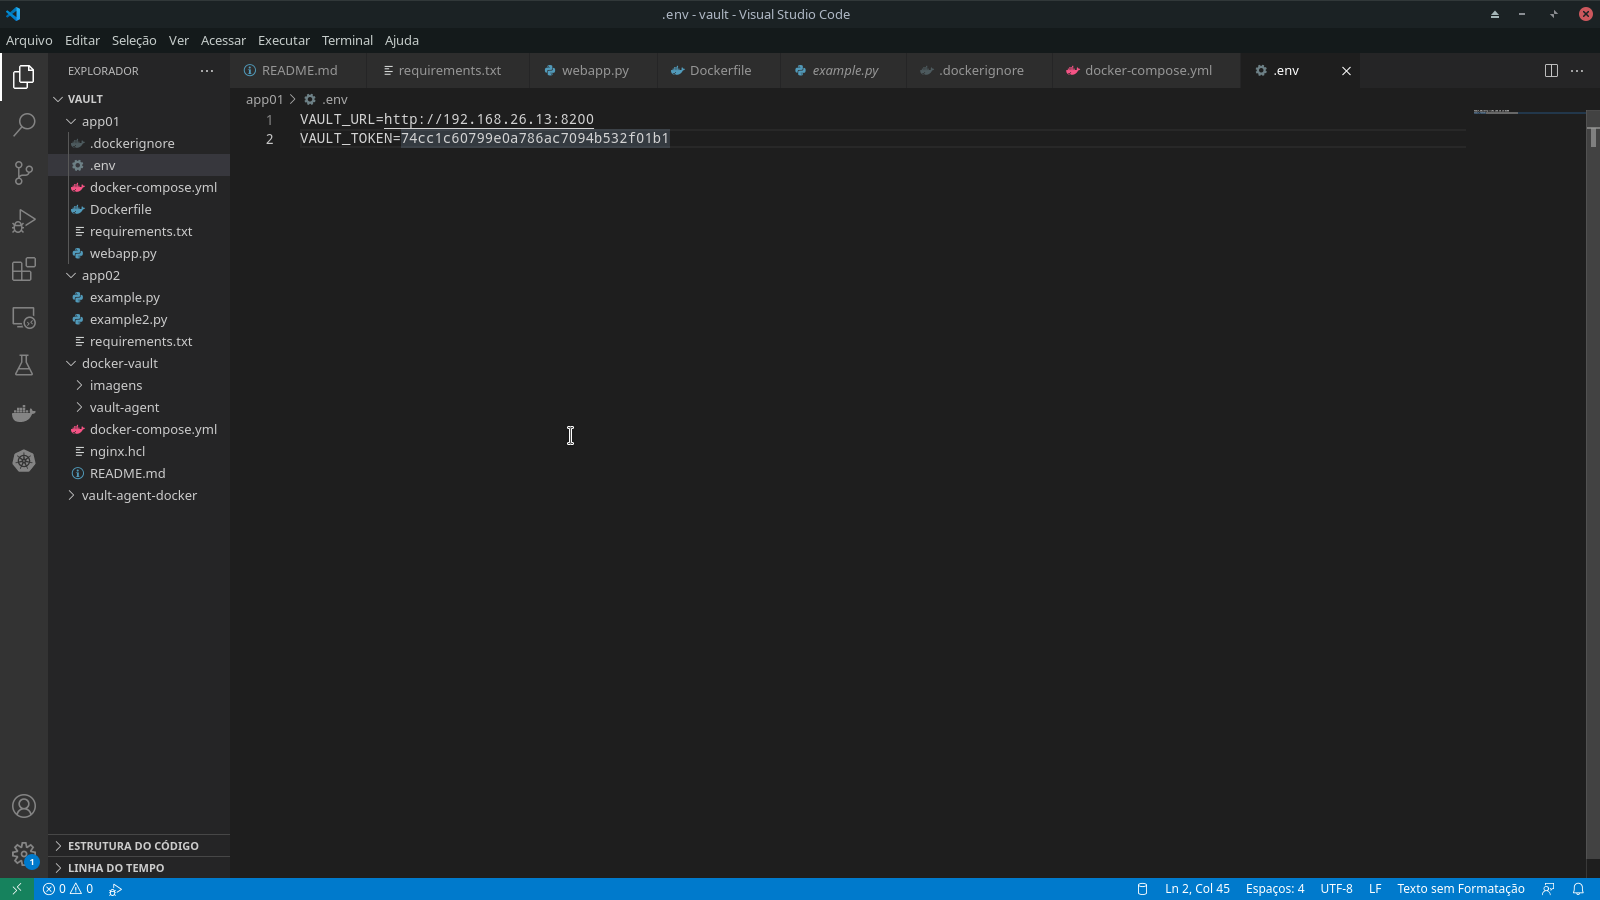 .env - vault - Visual Studio Code
Arquivo Editar Seleção Ver Acessar Executar Terminal Ajuda
EXPLORADOR ···
README.md requirements.txt webapp.py Dockerfile example.py .dockerignore docker-compose.yml .env
VAULT
app01
.dockerignore
.env
docker-compose.yml
Dockerfile
requirements.txt
webapp.py
app02
example.py
example2.py
requirements.txt
docker-vault
imagens
vault-agent
docker-compose.yml
nginx.hcl
README.md
vault-agent-docker
ESTRUTURA DO CÓDIGO
LINHA DO TEMPO
app01 > .env
1 VAULT_URL=http://192.168.26.13:8200
2 VAULT_TOKEN=74cc1c60799e0a786ac7094b532f01b1
1
0 0
Ln 2, Col 45 Espaços: 4 UTF-8 LF Texto sem Formatação